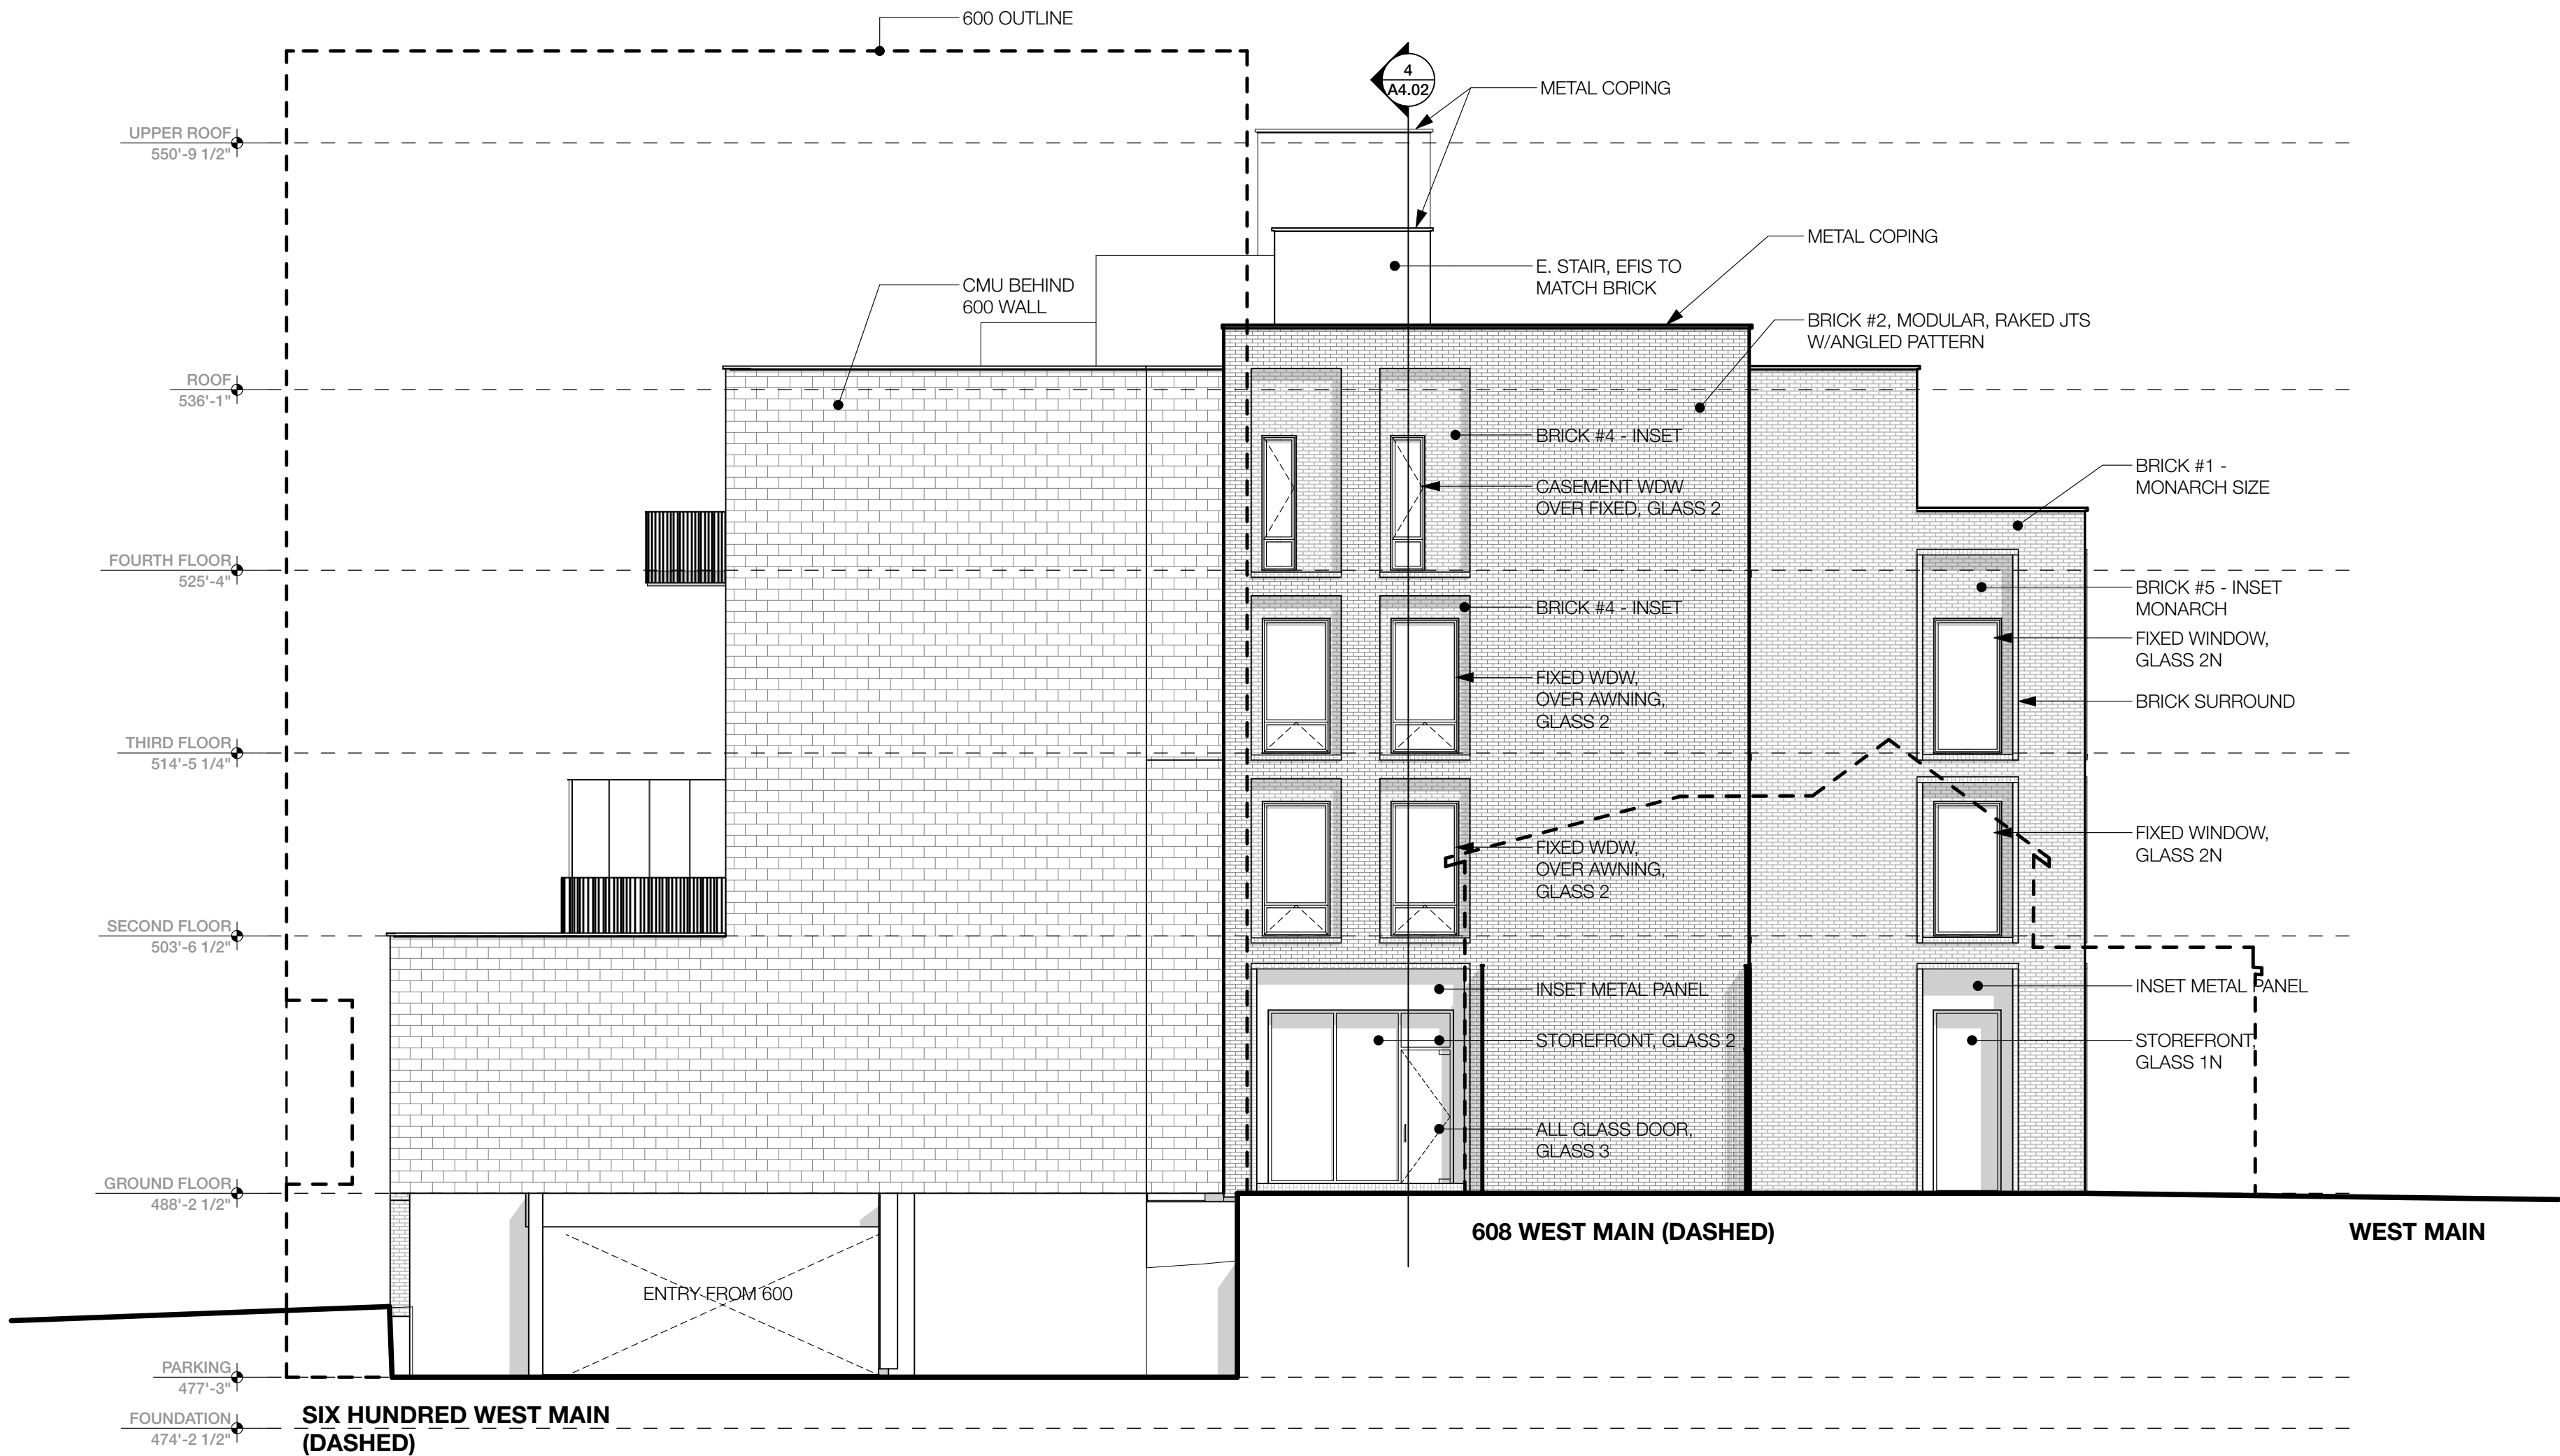 600 OUTLINE
4
A4.02
METAL COPING
UPPER ROOF
550'-9 1/2"
METAL COPING
E. STAIR, EFIS TO
MATCH BRICK
CMU BEHIND
600 WALL
BRICK #2, MODULAR, RAKED JTS
W/ANGLED PATTERN
ROOF
536'-1"
BRICK #4 - INSET
BRICK #1 -
MONARCH SIZE
CASEMENT WDW
OVER FIXED, GLASS 2
FOURTH FLOOR
525'-4"
BRICK #5 - INSET
MONARCH
BRICK #4 - INSET
FIXED WINDOW,
GLASS 2N
FIXED WDW,
OVER AWNING,
GLASS 2
BRICK SURROUND
THIRD FLOOR
514'-5 1/4"
FIXED WINDOW,
GLASS 2N
FIXED WDW,
OVER AWNING,
GLASS 2
SECOND FLOOR
503'-6 1/2"
INSET METAL PANEL
INSET METAL PANEL
STOREFRONT, GLASS 2
STOREFRONT,
GLASS 1N
ALL GLASS DOOR,
GLASS 3
GROUND FLOOR
488'-2 1/2"
608 WEST MAIN (DASHED)
WEST MAIN
ENTRY FROM 600
PARKING
477'-3"
SIX HUNDRED WEST MAIN
(DASHED)
FOUNDATION
474'-2 1/2"